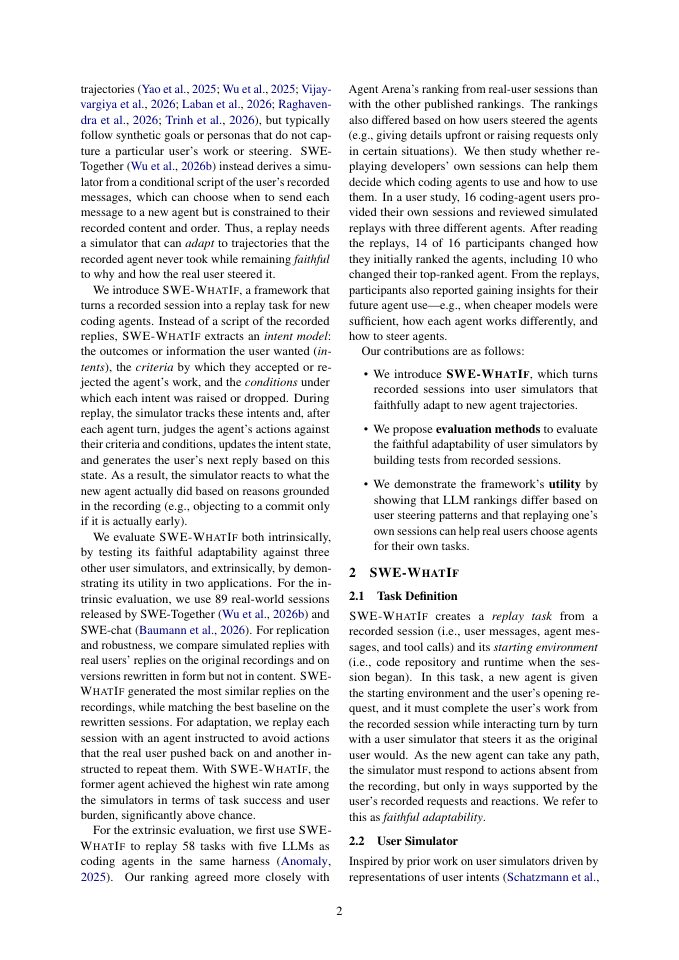 trajectories (Yao et al., 2025; Wu et al., 2025; Vijay-
vargiya et al., 2026; Laban et al., 2026; Raghaven-
dra et al., 2026; Trinh et al., 2026), but typically
follow synthetic goals or personas that do not cap-
ture a particular user's work or steering. SWE-
Together (Wu et al., 2026b) instead derives a simu-
lator from a conditional script of the user's recorded
messages, which can choose when to send each
message to a new agent but is constrained to their
recorded content and order. Thus, a replay needs
a simulator that can adapt to trajectories that the
recorded agent never took while remaining faithful
to why and how the real user steered it.
We introduce SWE-WHATIF, a framework that
turns a recorded session into a replay task for new
coding agents. Instead of a script of the recorded
replies, SWE-WHATIF extracts an intent model:
the outcomes or information the user wanted (in-
tents), the criteria by which they accepted or re-
jected the agent's work, and the conditions under
which each intent was raised or dropped. During
replay, the simulator tracks these intents and, after
each agent turn, judges the agent's actions against
their criteria and conditions, updates the intent state,
and generates the user's next reply based on this
state. As a result, the simulator reacts to what the
new agent actually did based on reasons grounded
in the recording (e.g., objecting to a commit only
if it is actually early).
We evaluate SWE-WHATIF both intrinsically,
by testing its faithful adaptability against three
other user simulators, and extrinsically, by demon-
strating its utility in two applications. For the in-
trinsic evaluation, we use 89 real-world sessions
released by SWE-Together (Wu et al., 2026b) and
SWE-chat (Baumann et al., 2026). For replication
and robustness, we compare simulated replies with
real users' replies on the original recordings and on
versions rewritten in form but not in content. SWE-
WHATIF generated the most similar replies on the
recordings, while matching the best baseline on the
rewritten sessions. For adaptation, we replay each
session with an agent instructed to avoid actions
that the real user pushed back on and another in-
structed to repeat them. With SWE-WHATIF, the
former agent achieved the highest win rate among
the simulators in terms of task success and user
burden, significantly above chance.
For the extrinsic evaluation, we first use SWE-
WHATIF to replay 58 tasks with five LLMs as
coding agents in the same harness (Anomaly,
2025). Our ranking agreed more closely with
Agent Arena's ranking from real-user sessions than
with the other published rankings. The rankings
also differed based on how users steered the agents
(e.g., giving details upfront or raising requests only
in certain situations). We then study whether re-
playing developers' own sessions can help them
decide which coding agents to use and how to use
them. In a user study, 16 coding-agent users pro-
vided their own sessions and reviewed simulated
replays with three different agents. After reading
the replays, 14 of 16 participants changed how
they initially ranked the agents, including 10 who
changed their top-ranked agent. From the replays,
participants also reported gaining insights for their
future agent use—e.g., when cheaper models were
sufficient, how each agent works differently, and
how to steer agents.
Our contributions are as follows:
• We introduce SWE-WHATIF, which turns
recorded sessions into user simulators that
faithfully adapt to new agent trajectories.
• We propose evaluation methods to evaluate
the faithful adaptability of user simulators by
building tests from recorded sessions.
• We demonstrate the framework's utility by
showing that LLM rankings differ based on
user steering patterns and that replaying one's
own sessions can help real users choose agents
for their own tasks.
2 SWE-WHATIF
2.1 Task Definition
SWE-WHATIF creates a replay task from a
recorded session (i.e., user messages, agent mes-
sages, and tool calls) and its starting environment
(i.e., code repository and runtime when the ses-
sion began). In this task, a new agent is given
the starting environment and the user's opening re-
quest, and it must complete the user's work from
the recorded session while interacting turn by turn
with a user simulator that steers it as the original
user would. As the new agent can take any path,
the simulator must respond to actions absent from
the recording, but only in ways supported by the
user's recorded requests and reactions. We refer to
this as faithful adaptability.
2.2 User Simulator
Inspired by prior work on user simulators driven by
representations of user intents (Schatzmann et al.,
2